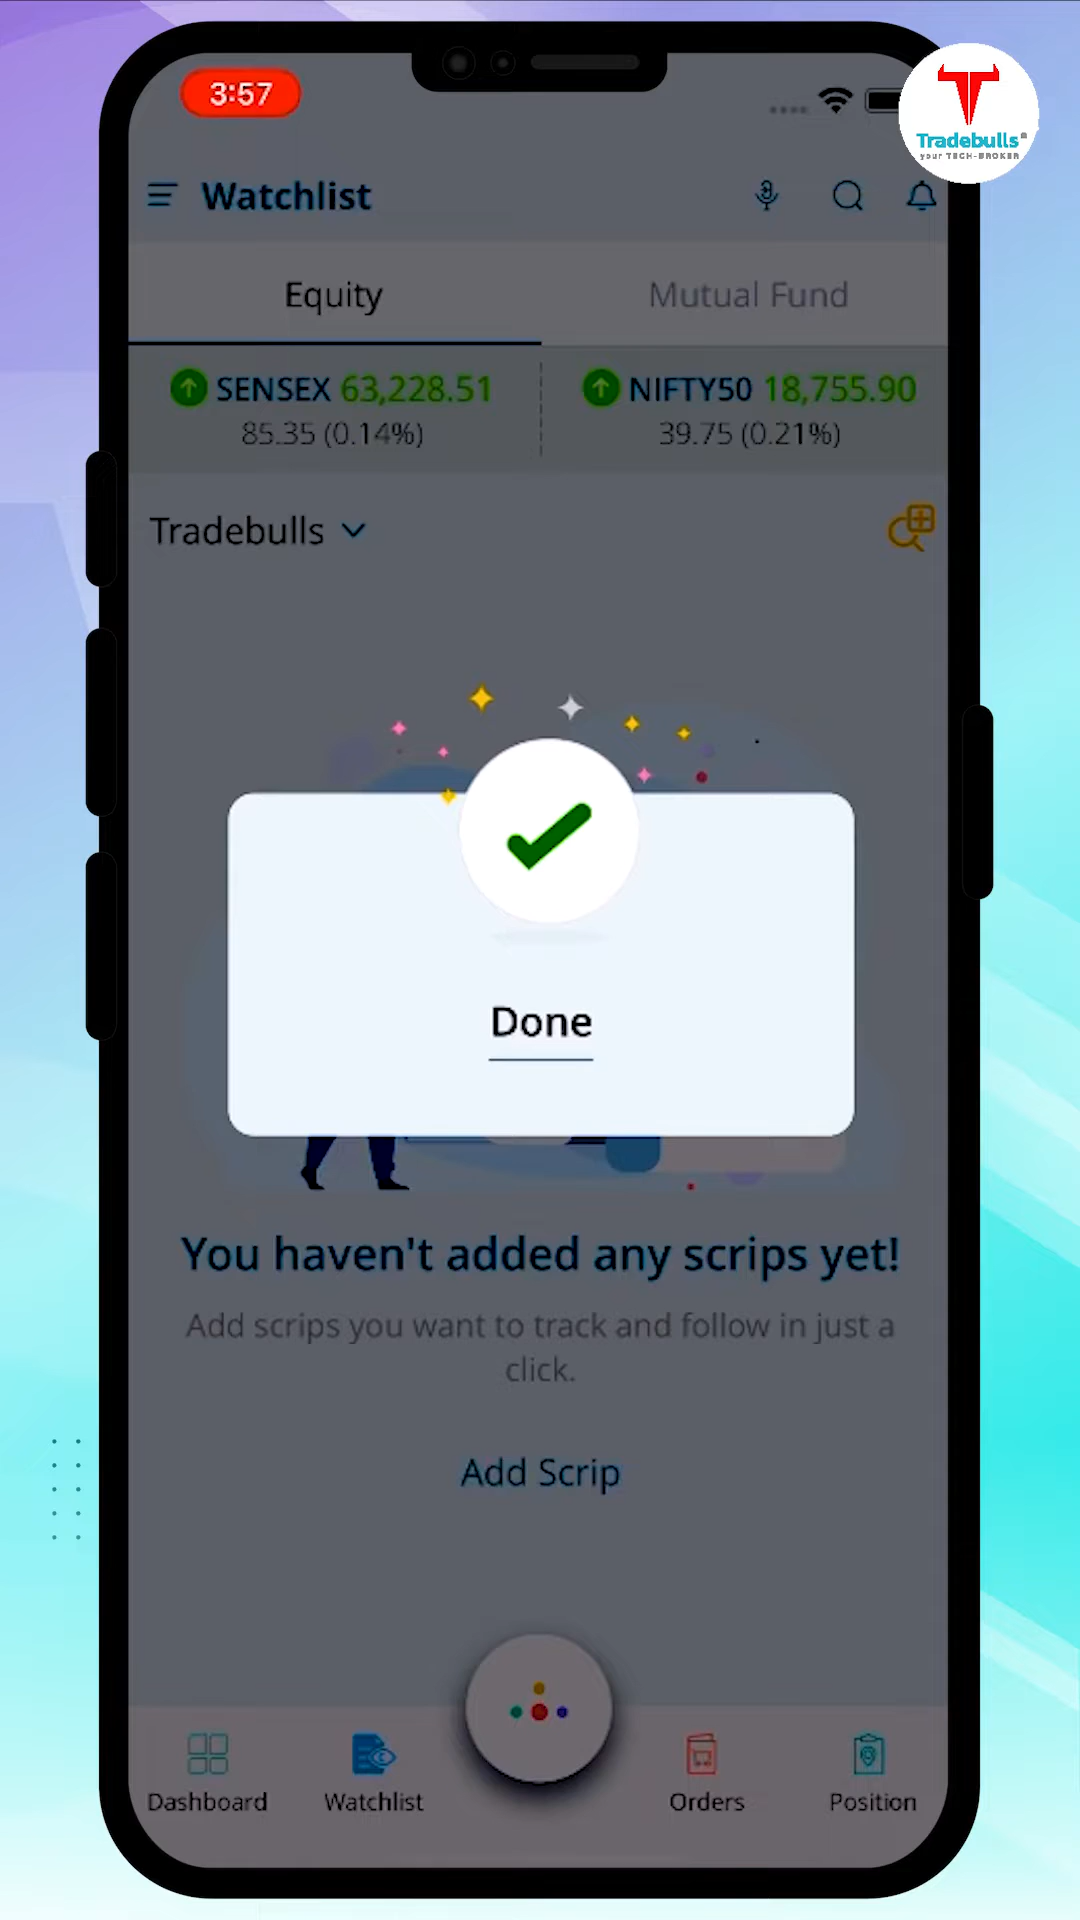 3:57
Tradebulls
your TECH-BROKER
Watchlist
Equity
Mutual Fund
SENSEX 63,228.51
85.35 (0.14%)
NIFTY50 18,755.90
39.75 (0.21%)
Tradebulls
Done
You haven't added any scrips yet!
Add scrips you want to track and follow in just a
click.
Add Scrip
Dashboard
Watchlist
Orders
Position